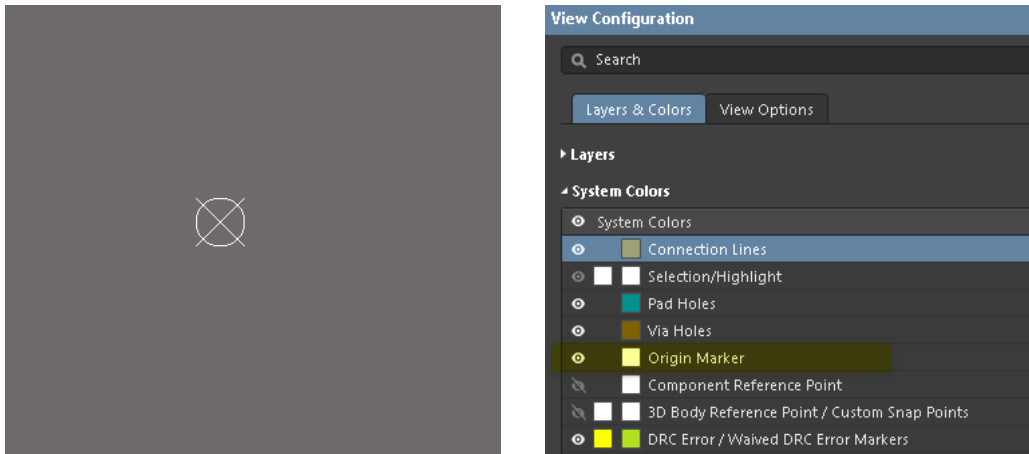 View Configuration
Search
Layers & Colors View Options
Layers
System Colors
System Colors
Connection Lines
Selection/Highlight
Pad Holes
Via Holes
Origin Marker
Component Reference Point
3D Body Reference Point / Custom Snap Points
DRC Error / Waived DRC Error Markers